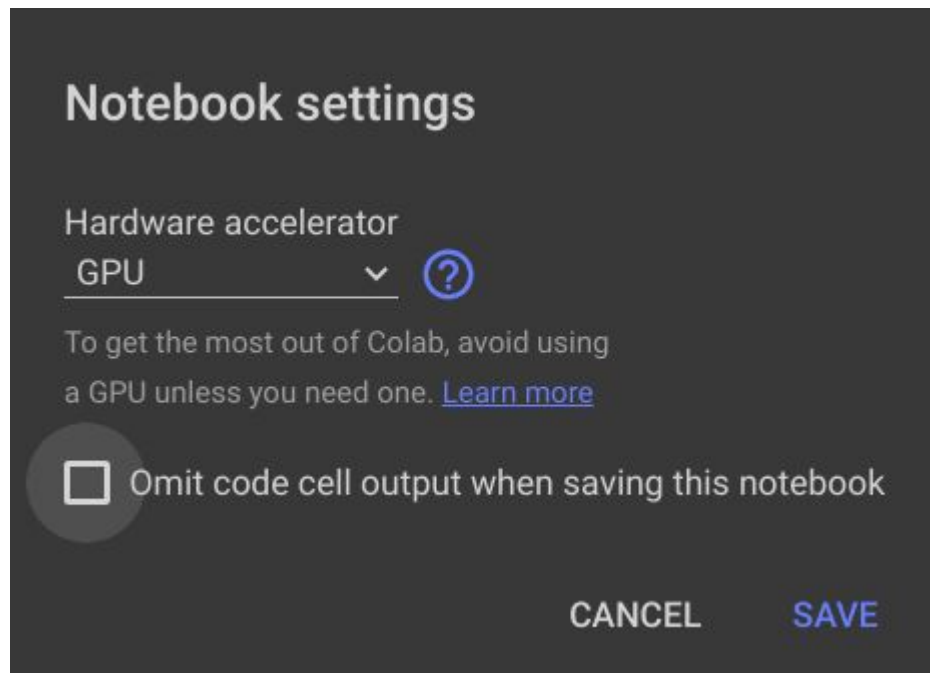 Notebook settings
Hardware accelerator
GPU
?
To get the most out of Colab, avoid using
a GPU unless you need one. Learn more
Omit code cell output when saving this notebook
CANCEL SAVE